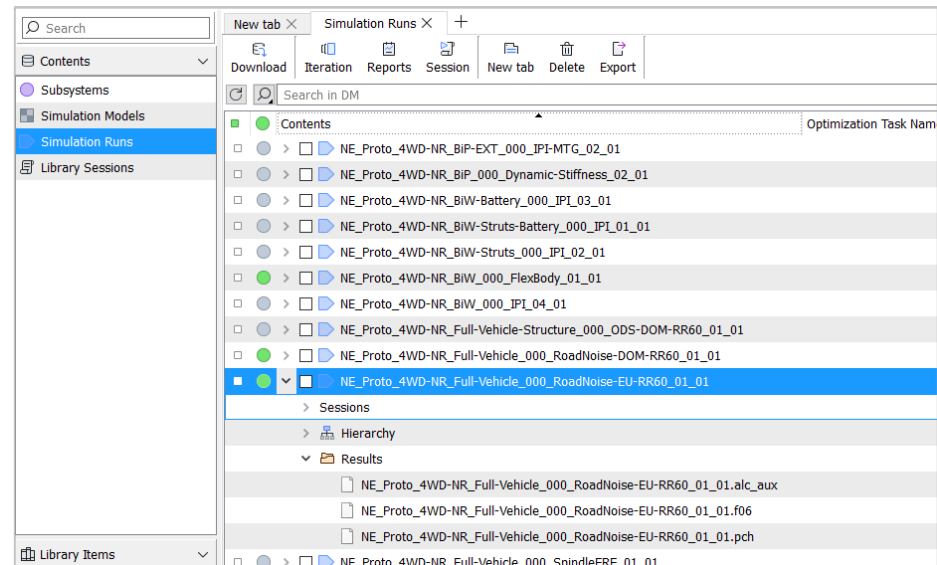 Search
Contents
Subsystems
Simulation Models
Simulation Runs
Library Sessions
Library Items
New tab
Simulation Runs
Download Iteration Reports Session New tab Delete Export
Search in DM
Contents Optimization Task Nam
NE_Proto_4WD-NR_BiP-EXT_000_IPI-MTG_02_01
NE_Proto_4WD-NR_BiP_000_Dynamic-Stiffness_02_01
NE_Proto_4WD-NR_BiW-Battery_000_IPI_03_01
NE_Proto_4WD-NR_BiW-Struts-Battery_000_IPI_01_01
NE_Proto_4WD-NR_BiW-Struts_000_IPI_02_01
NE_Proto_4WD-NR_BiW_000_FlexBody_01_01
NE_Proto_4WD-NR_BiW_000_IPI_04_01
NE_Proto_4WD-NR_Full-Vehicle-Structure_000_ODS-DOM-RR60_01_01
NE_Proto_4WD-NR_Full-Vehicle_000_RoadNoise-DOM-RR60_01_01
NE_Proto_4WD-NR_Full-Vehicle_000_RoadNoise-EU-RR60_01_01
Sessions
Hierarchy
Results
NE_Proto_4WD-NR_Full-Vehicle_000_RoadNoise-EU-RR60_01_01.alc_aux
NE_Proto_4WD-NR_Full-Vehicle_000_RoadNoise-EU-RR60_01_01.f06
NE_Proto_4WD-NR_Full-Vehicle_000_RoadNoise-EU-RR60_01_01.pch
NE_Proto_4WD-NR_Full-Vehicle_000_SpindleFRF_01_01